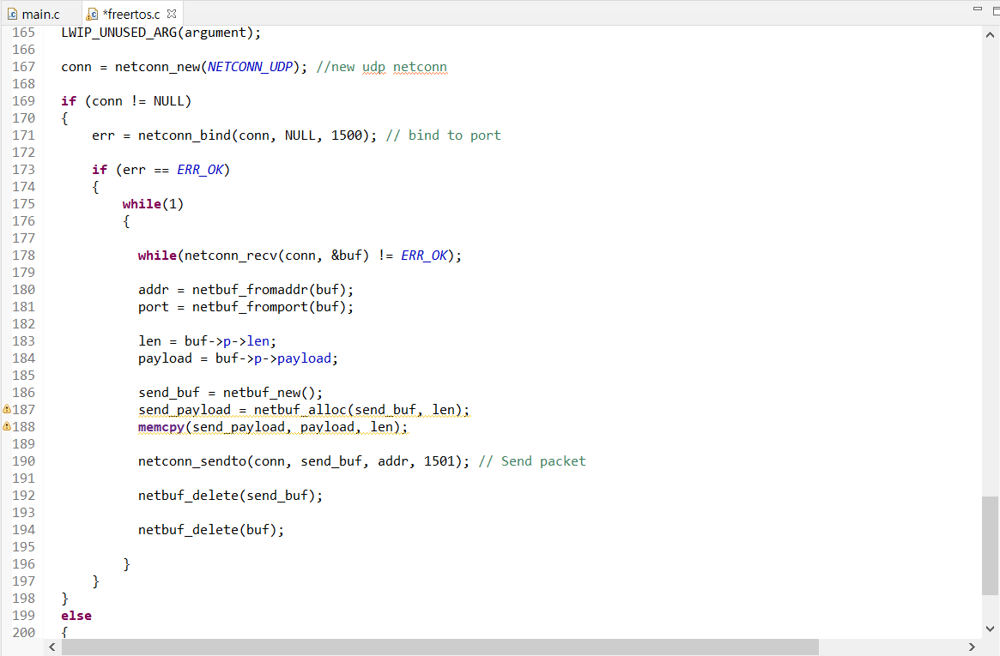 main.c *freertos.c
165 LWIP_UNUSED_ARG(argument);
166
167 conn = netconn_new(NETCONN_UDP); //new udp netconn
168
169 if (conn != NULL)
170 {
171 err = netconn_bind(conn, NULL, 1500); // bind to port
172
173 if (err == ERR_OK)
174 {
175 while(1)
176 {
177
178 while(netconn_recv(conn, &buf) != ERR_OK);
179
180 addr = netbuf_fromaddr(buf);
181 port = netbuf_fromport(buf);
182
183 len = buf->p->len;
184 payload = buf->p->payload;
185
186 send_buf = netbuf_new();
187 send_payload = netbuf_alloc(send_buf, len);
188 memcpy(send_payload, payload, len);
189
190 netconn_sendto(conn, send_buf, addr, 1501); // Send packet
191
192 netbuf_delete(send_buf);
193
194 netbuf_delete(buf);
195
196 }
197 }
198 }
199 else
200 {